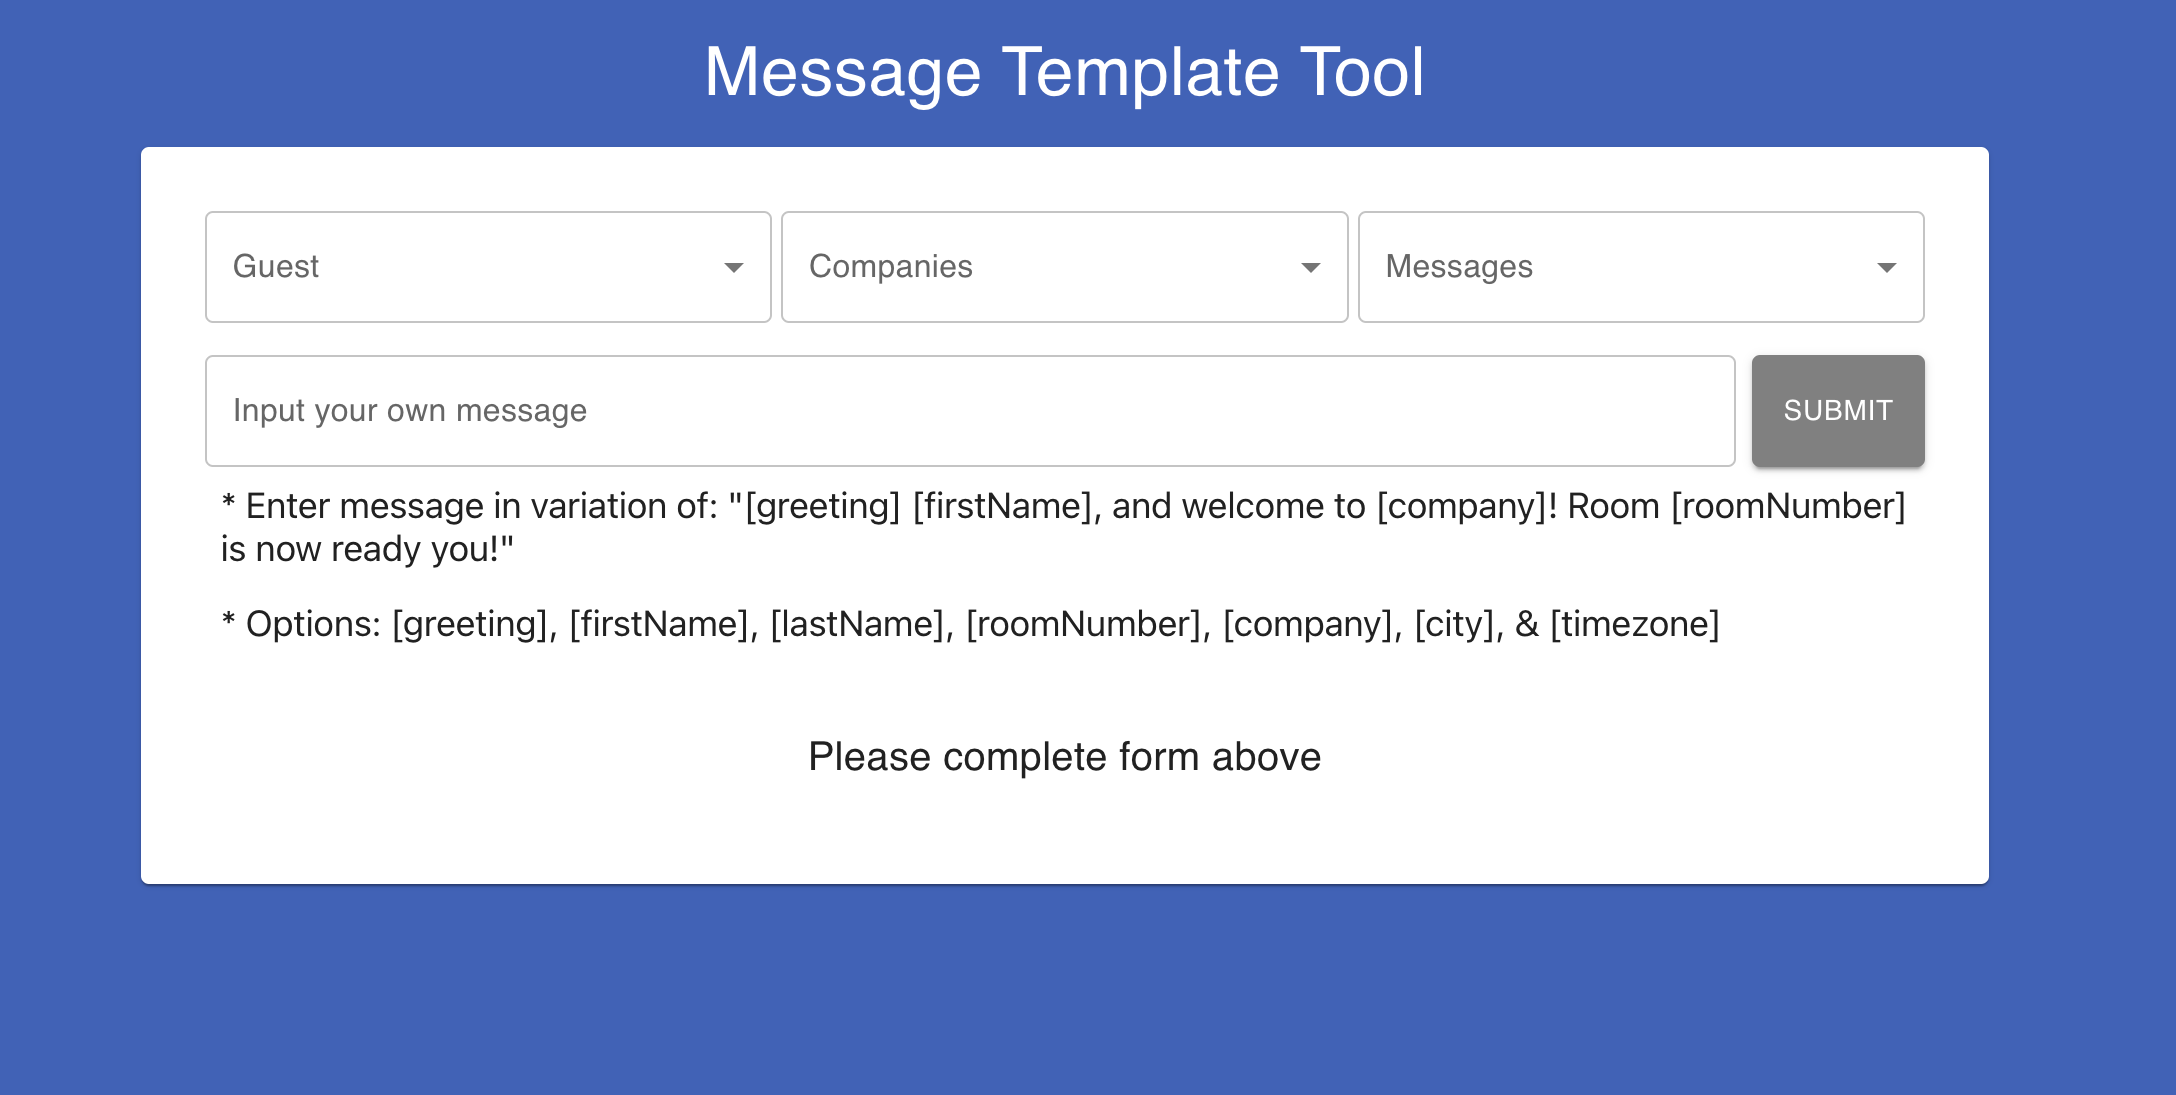 Message Template Tool
Guest
Companies
Messages
Input your own message
SUBMIT
* Enter message in variation of: "[greeting] [firstName], and welcome to [company]! Room [roomNumber]
is now ready you!"
* Options: [greeting], [firstName], [lastName], [roomNumber], [company], [city], & [timezone]
Please complete form above